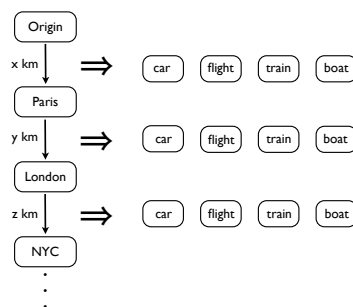 Origin
x km
car flight train boat
Paris
y km
car flight train boat
London
z km
car flight train boat
NYC